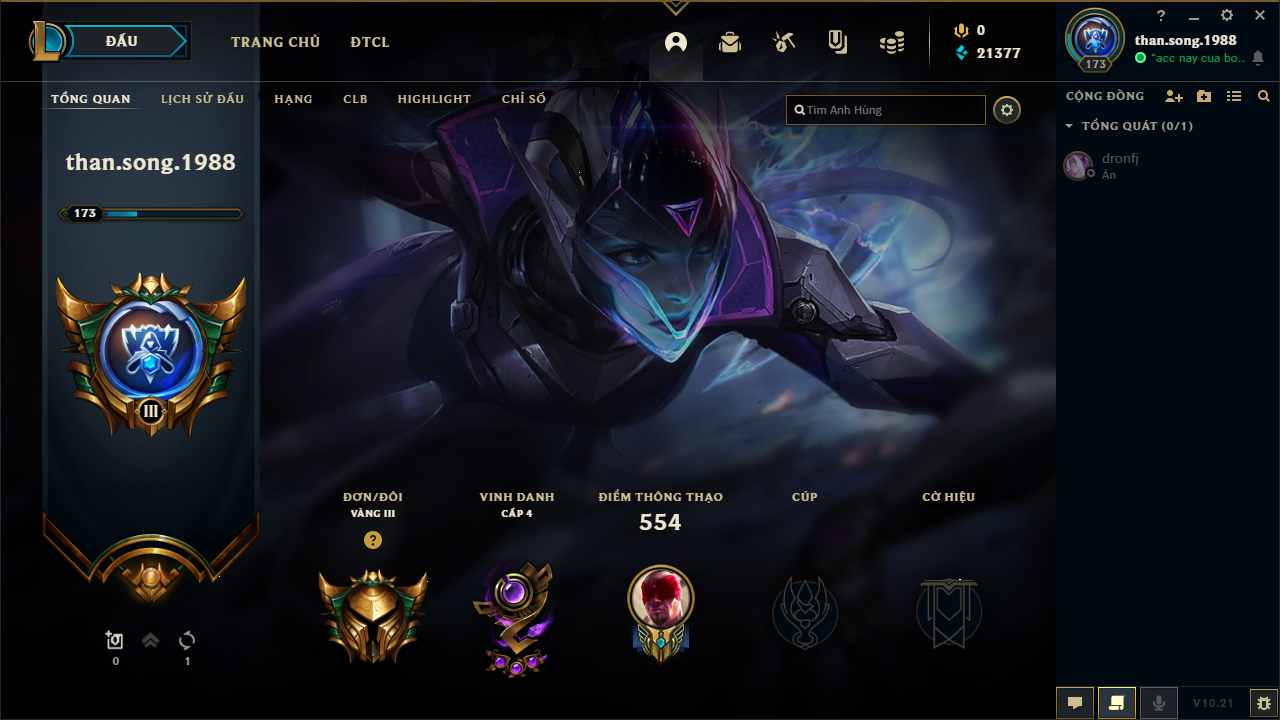 ĐẤU
TRANG CHỦ
ĐTCL
0
21377
173
?
than.song.1988
“acc nay cua bo..
TỔNG QUAN
LỊCH SỬ ĐẤU
HẠNG
CLB
HIGHLIGHT
CHỈ SỐ
Tìm Anh Hùng
CỘNG ĐỒNG
TỔNG QUÁT (0/1)
dronfj
Ẩn
than.song.1988
173
III
ĐƠN/ĐÔI
VÀNG III
?
VINH DANH
CẤP 4
ĐIỂM THÔNG THẠO
554
CÚP
CỜ HIỆU
0
1
V10.21